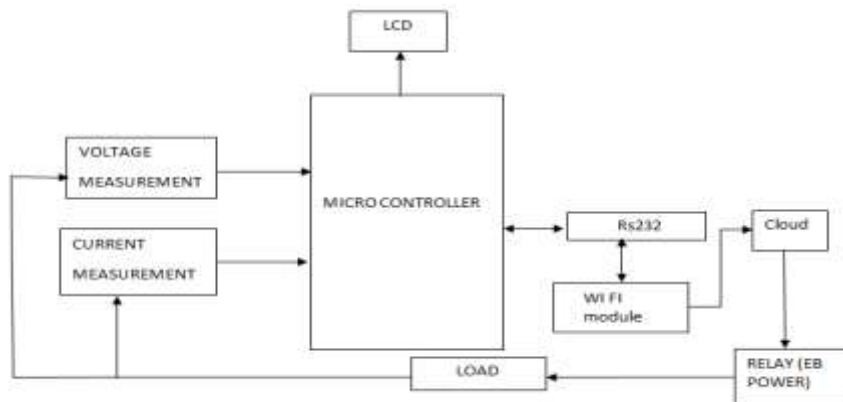 LCD
VOLTAGE
MEASUREMENT
MICRO CONTROLLER
CURRENT
MEASUREMENT
Rs232
Cloud
WI FI
module
LOAD
RELAY (EB
POWER)